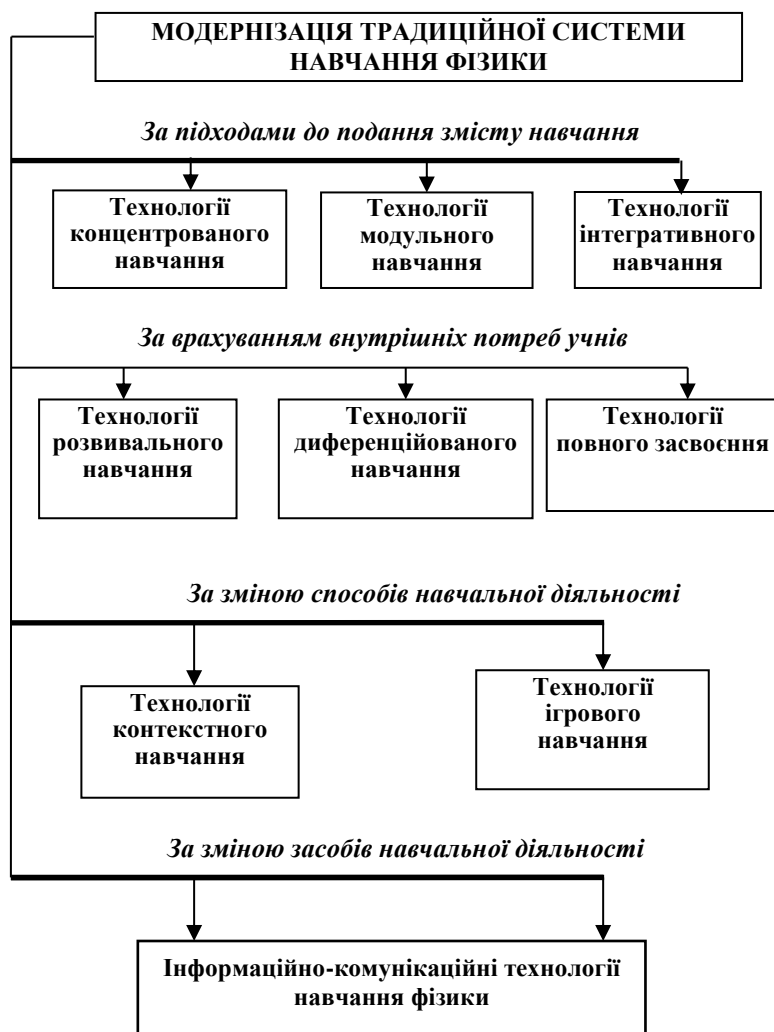 МОДЕРНІЗАЦІЯ ТРАДИЦІЙНОЇ СИСТЕМИ
НАВЧАННЯ ФІЗИКИ
За підходами до подання змісту навчання
Технології
концентрованого
навчання
Технології
модульного
навчання
Технології
інтегративного
навчання
За врахуванням внутрішніх потреб учнів
Технології
розвивального
навчання
Технології
диференційованого
навчання
Технології
повного засвоєння
За зміною способів навчальної діяльності
Технології
контекстного
навчання
Технології
ігрового
навчання
За зміною засобів навчальної діяльності
Інформаційно-комунікаційні технології
навчання фізики